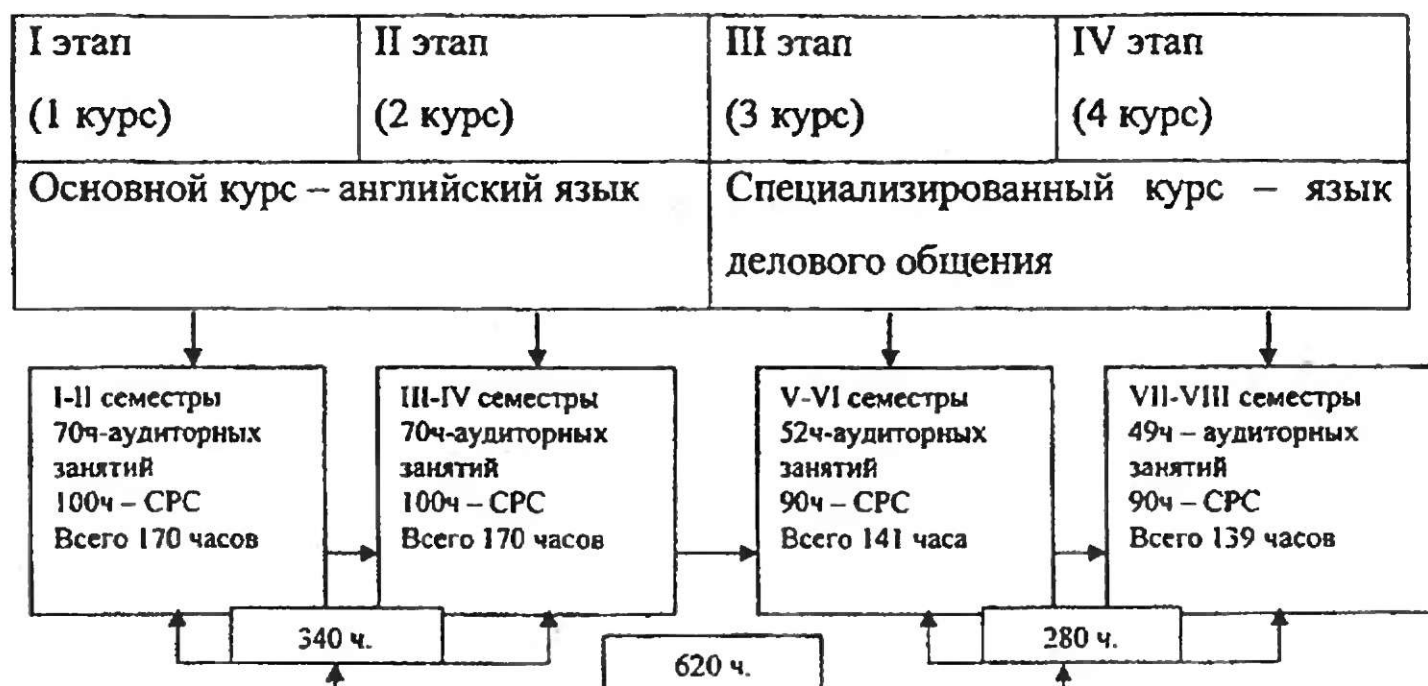 I этап
(1 курс)
II этап
(2 курс)
III этап
(3 курс)
IV этап
(4 курс)
Основной курс – английский язык
Специализированный курс – язык
делового общения
I-II семестры
70ч-аудиторных
занятий
100ч – СРС
Всего 170 часов
III-IV семестры
70ч-аудиторных
занятий
100ч – СРС
Всего 170 часов
V-VI семестры
52ч-аудиторных
занятий
90ч – СРС
Всего 141 часа
VII-VIII семестры
49ч – аудиторных
занятий
90ч – СРС
Всего 139 часов
340 ч.
620 ч.
280 ч.